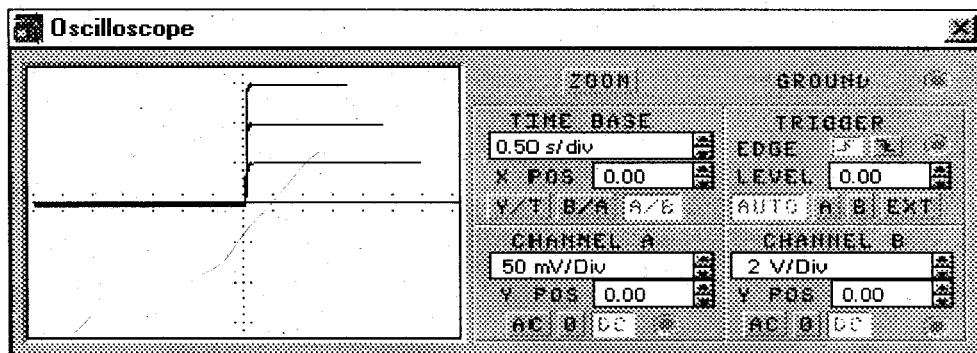 Oscilloscope
ZOOM GROUND
TIME BASE
0.50 s/div
X POS 0.00
Y/T B/A A/B
TRIGGER
EDGE
LEVEL 0.00
AUTO A B EXT
CHANNEL A
50 mV/Div
Y POS 0.00
AC 0 DC
CHANNEL B
2 V/Div
Y POS 0.00
AC 0 DC